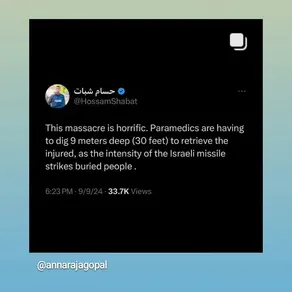 حسام شبات
@HossamShabat
This massacre is horrific. Paramedics are having
to dig 9 meters deep (30 feet) to retrieve the
injured, as the intensity of the Israeli missile
strikes buried people .
6:23 PM · 9/9/24 · 33.7K Views
@annarajagopal